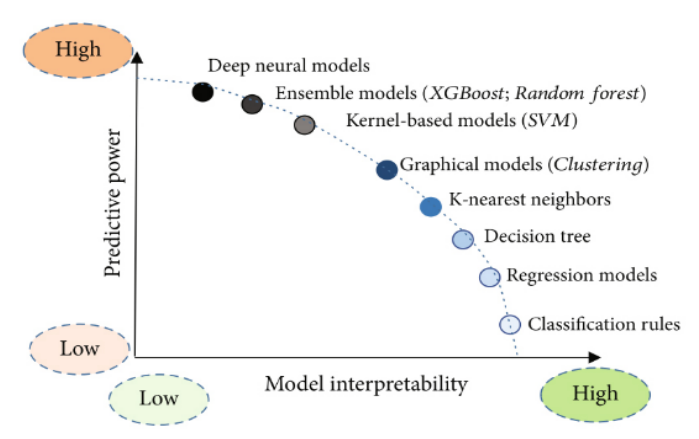 High
Deep neural models
Ensemble models (XGBoost; Random forest)
Kernel-based models (SVM)
Graphical models (Clustering)
K-nearest neighbors
Decision tree
Regression models
Classification rules
Predictive power
Low
Model interpretability
Low
High